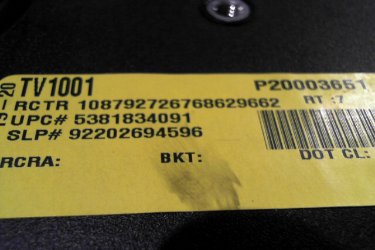 TV1001 P20003651
RCTR 108792726768629662 RT :7
UPC# 5381834091
SLP# 92202694596
RCRA: BKT: DOT CL: